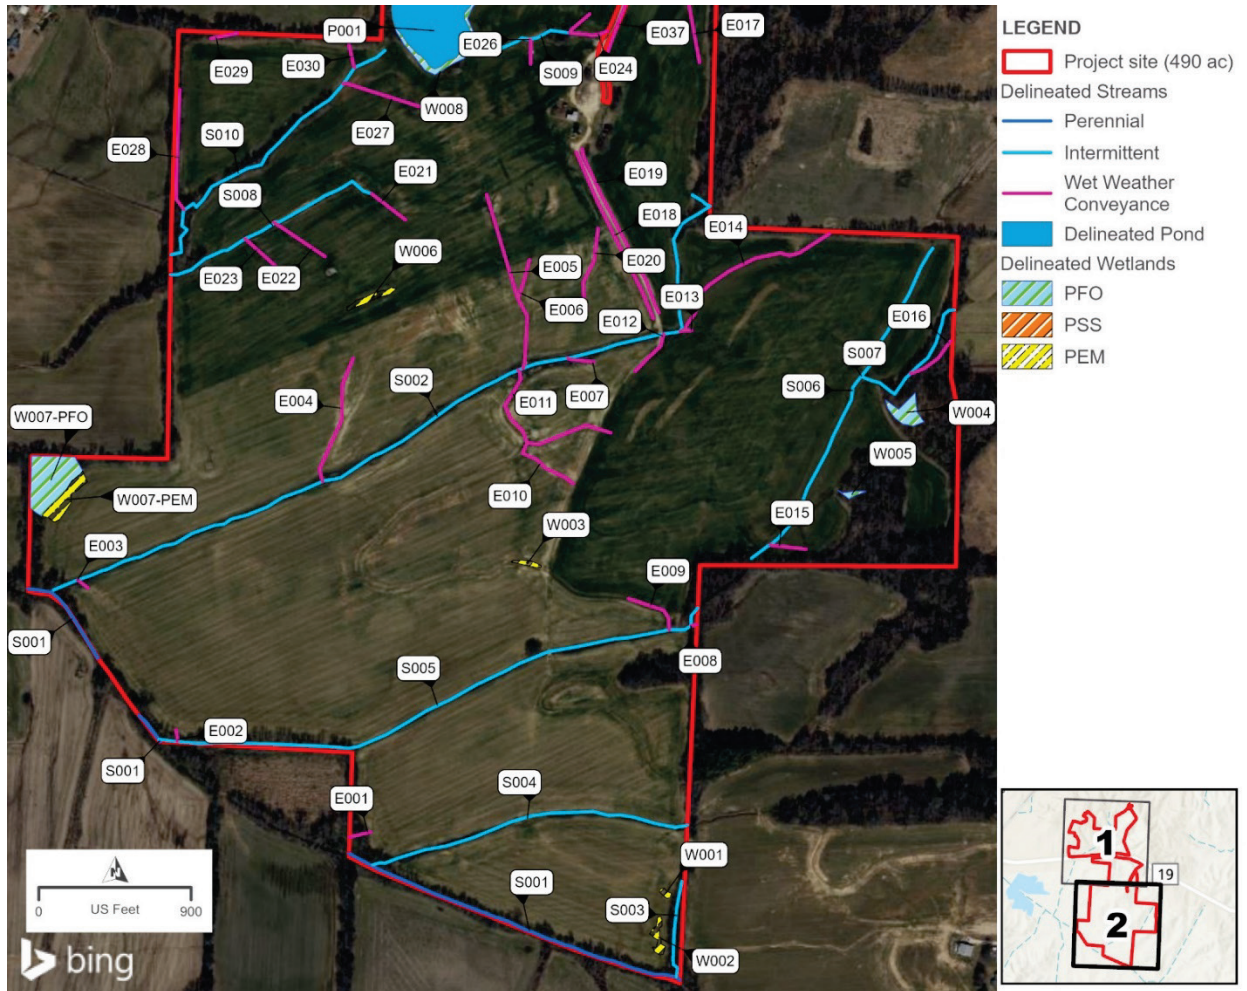 P001
E026
E037
E017
E029
E030
S009
E024
W008
E027
S010
E028
E021
S008
E019
E018
E014
E023
E022
W006
E005
E020
E006
E013
E012
E016
S007
S002
S006
E004
E011
E007
W004
W007-PFO
W005
W007-PEM
E010
E015
W003
E003
E009
S001
E008
S005
E002
S001
S004
E001
W001
S001
S003
W002
0 US Feet 900
bing
LEGEND
Project site (490 ac)
Delineated Streams
Perennial
Intermittent
Wet Weather
Conveyance
Delineated Pond
Delineated Wetlands
PFO
PSS
PEM
1
19
2